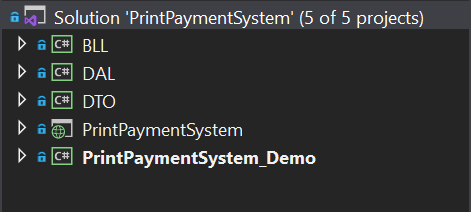 Solution 'PrintPaymentSystem' (5 of 5 projects)
C# BLL
C# DAL
C# DTO
PrintPaymentSystem
C# PrintPaymentSystem_Demo